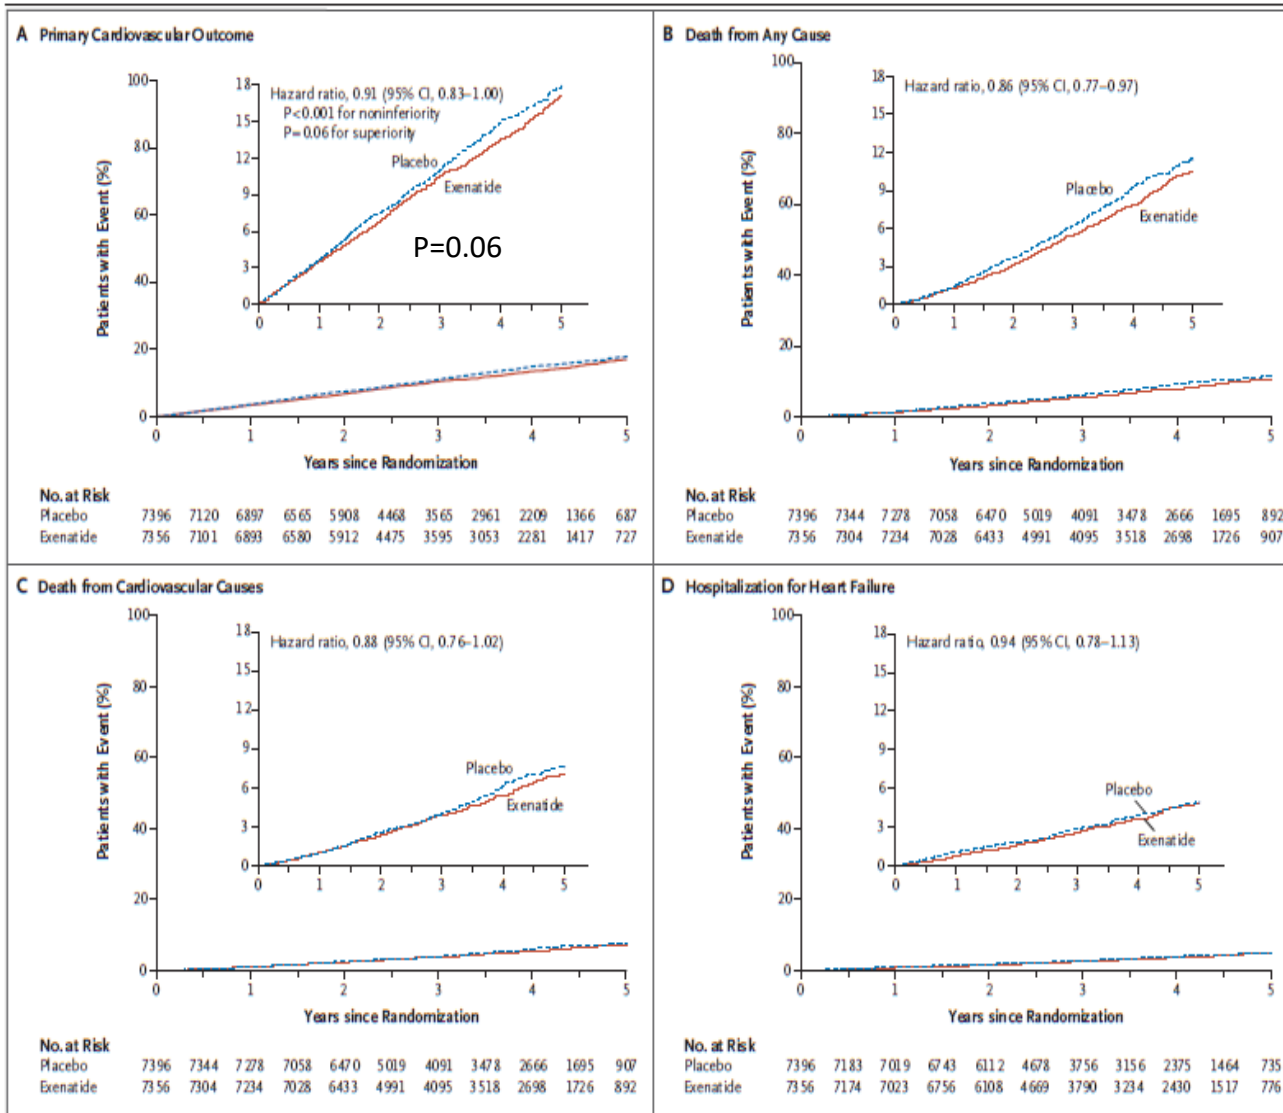 A Primary Cardiovascular Outcome
Patients with Event (%)
100
80
60
40
20
0
18
15
12
9
6
3
0
Hazard ratio, 0.91 (95% CI, 0.83–1.00)
P<0.001 for noninferiority
P=0.06 for superiority
Placebo
Exenatide
P=0.06
0 1 2 3 4 5
0 1 2 3 4 5
Years since Randomization
No. at Risk
Placebo 7396 7120 6897 6565 5908 4468 3565 2961 2209 1366 687
Exenatide 7356 7101 6893 6580 5912 4475 3595 3053 2281 1417 727
B Death from Any Cause
Patients with Event (%)
100
80
60
40
20
0
18
15
12
9
6
3
0
Hazard ratio, 0.86 (95% CI, 0.77–0.97)
Placebo
Exenatide
0 1 2 3 4 5
0 1 2 3 4 5
Years since Randomization
No. at Risk
Placebo 7396 7344 7278 7058 6470 5019 4091 3478 2666 1695 892
Exenatide 7356 7304 7234 7028 6433 4991 4095 3518 2698 1726 907
C Death from Cardiovascular Causes
Patients with Event (%)
100
80
60
40
20
0
18
15
12
9
6
3
0
Hazard ratio, 0.88 (95% CI, 0.76–1.02)
Placebo
Exenatide
0 1 2 3 4 5
0 1 2 3 4 5
Years since Randomization
No. at Risk
Placebo 7396 7344 7278 7058 6470 5019 4091 3478 2666 1695 907
Exenatide 7356 7304 7234 7028 6433 4991 4095 3518 2698 1726 892
D Hospitalization for Heart Failure
Patients with Event (%)
100
80
60
40
20
0
18
15
12
9
6
3
0
Hazard ratio, 0.94 (95% CI, 0.78–1.13)
Placebo
Exenatide
0 1 2 3 4 5
0 1 2 3 4 5
Years since Randomization
No. at Risk
Placebo 7396 7183 7019 6743 6112 4678 3756 3156 2375 1464 735
Exenatide 7356 7174 7023 6756 6108 4669 3790 3234 2430 1517 776